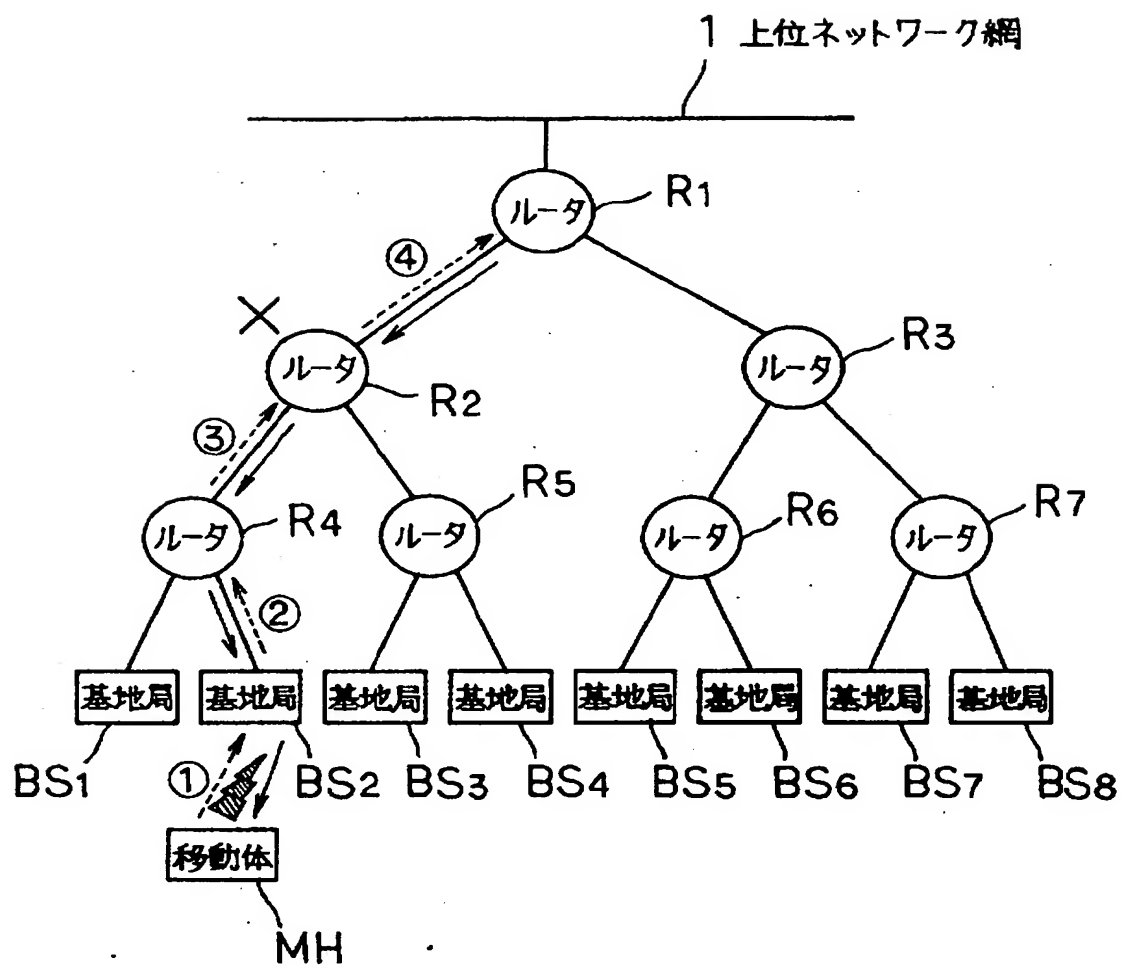 1 上位ネットワーク網
ルータ R1
④
×
ルータ R2
ルータ R3
③
ルータ R4
ルータ R5
ルータ R6
ルータ R7
②
基地局 基地局 基地局 基地局 基地局 基地局 基地局 基地局
BS1 ① BS2 BS3 BS4 BS5 BS6 BS7 BS8
移動体
MH